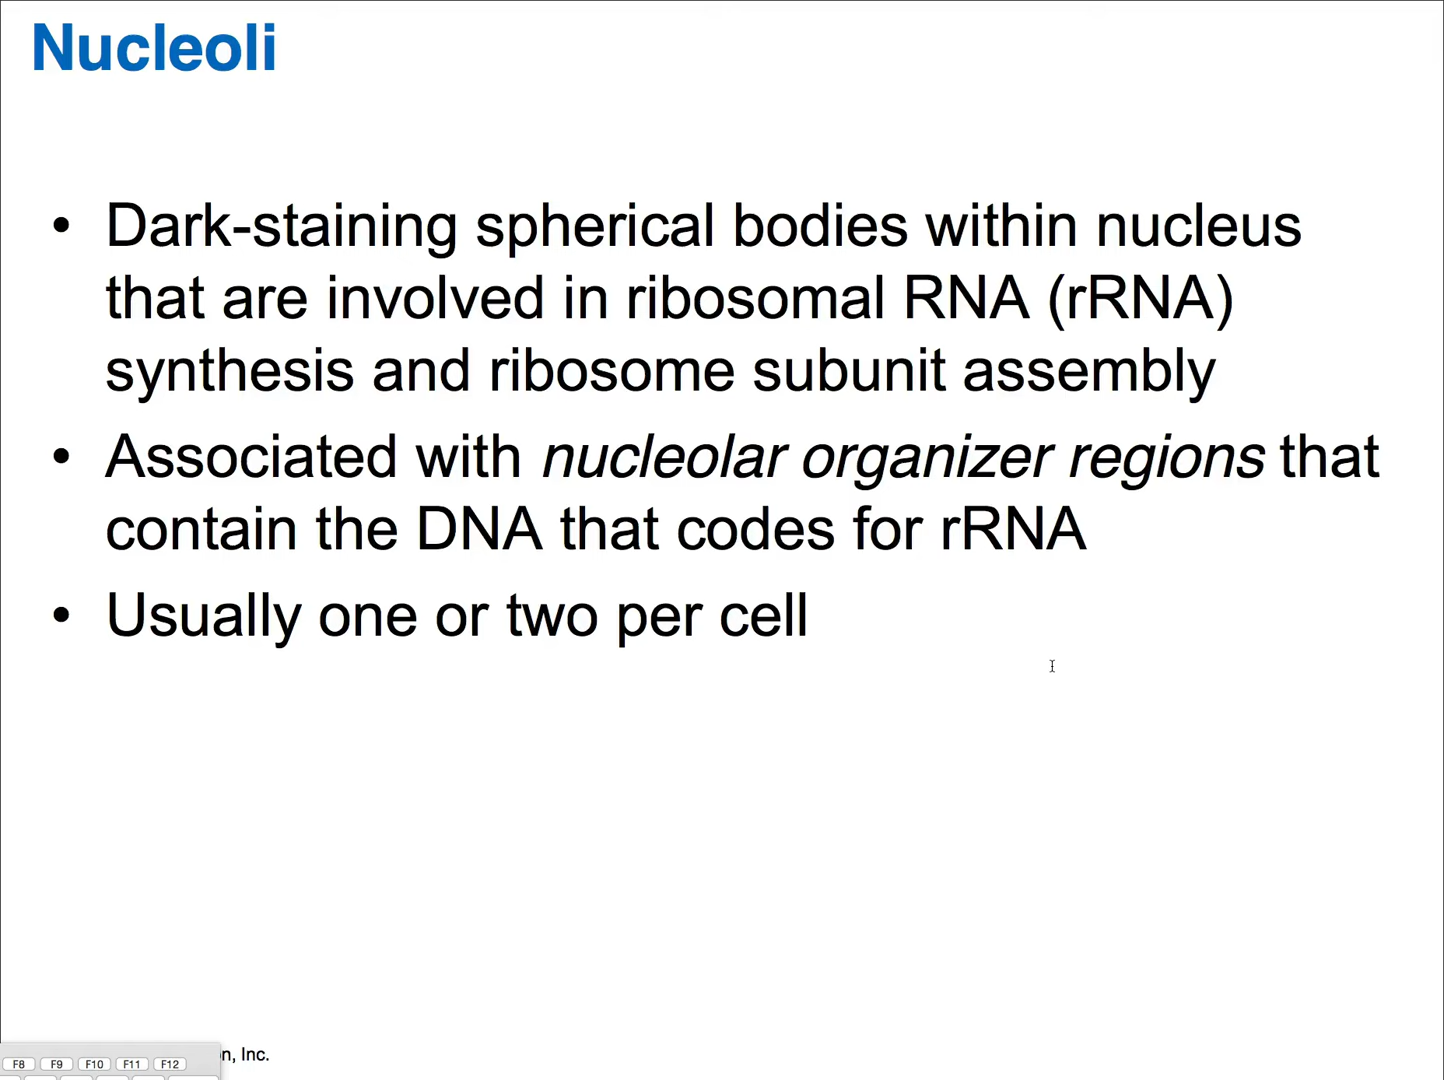 Nucleoli
• Dark-staining spherical bodies within nucleus
that are involved in ribosomal RNA (rRNA)
synthesis and ribosome subunit assembly
• Associated with nucleolar organizer regions that
contain the DNA that codes for rRNA
• Usually one or two per cell
n, Inc.
F8 F9 F10 F11 F12